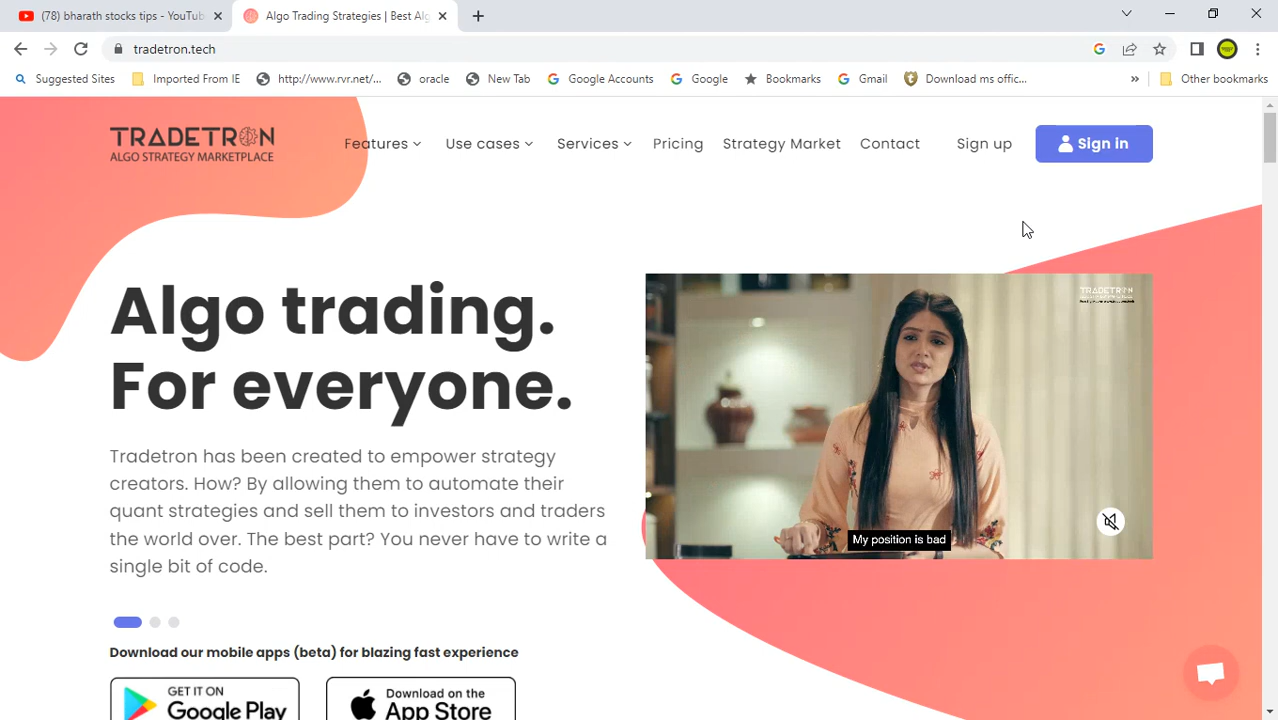 (78) bharath stocks tips - YouTub
Algo Trading Strategies | Best Alg
tradetron.tech
Suggested Sites
Imported From IE
http://www.rvr.net/...
oracle
New Tab
Google Accounts
Google
Bookmarks
Gmail
Download ms offic...
»
Other bookmarks
TRADETRON
ALGO STRATEGY MARKETPLACE
Features
Use cases
Services
Pricing
Strategy Market
Contact
Sign up
Sign in
Algo trading.
For everyone.
Tradetron has been created to empower strategy
creators. How? By allowing them to automate their
quant strategies and sell them to investors and traders
the world over. The best part? You never have to write a
single bit of code.
TRADETRON
My position is bad
Download our mobile apps (beta) for blazing fast experience
GET IT ON
Google Play
Download on the
App Store